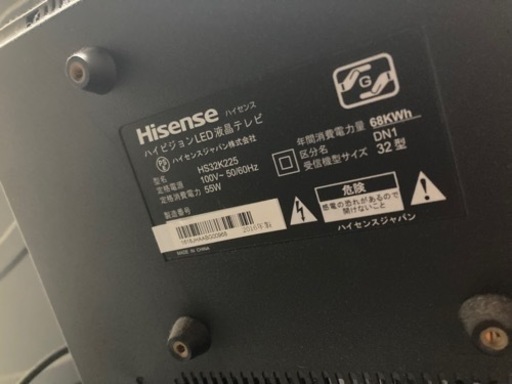 Hisense ハイセンス
ハイビジョンLED液晶テレビ
PS E ハイセンスジャパン株式会社
型名 HS32K225
定格電源 100V~ 50/60Hz
定格消費電力 55W
製造番号
2016年製
MADE IN CHINA
G
年間消費電力量 68KWh
区分名 DN1
受信機型サイズ 32型
危険
感電の恐れがあるので
開けないなこと
ハイセンスジャパン